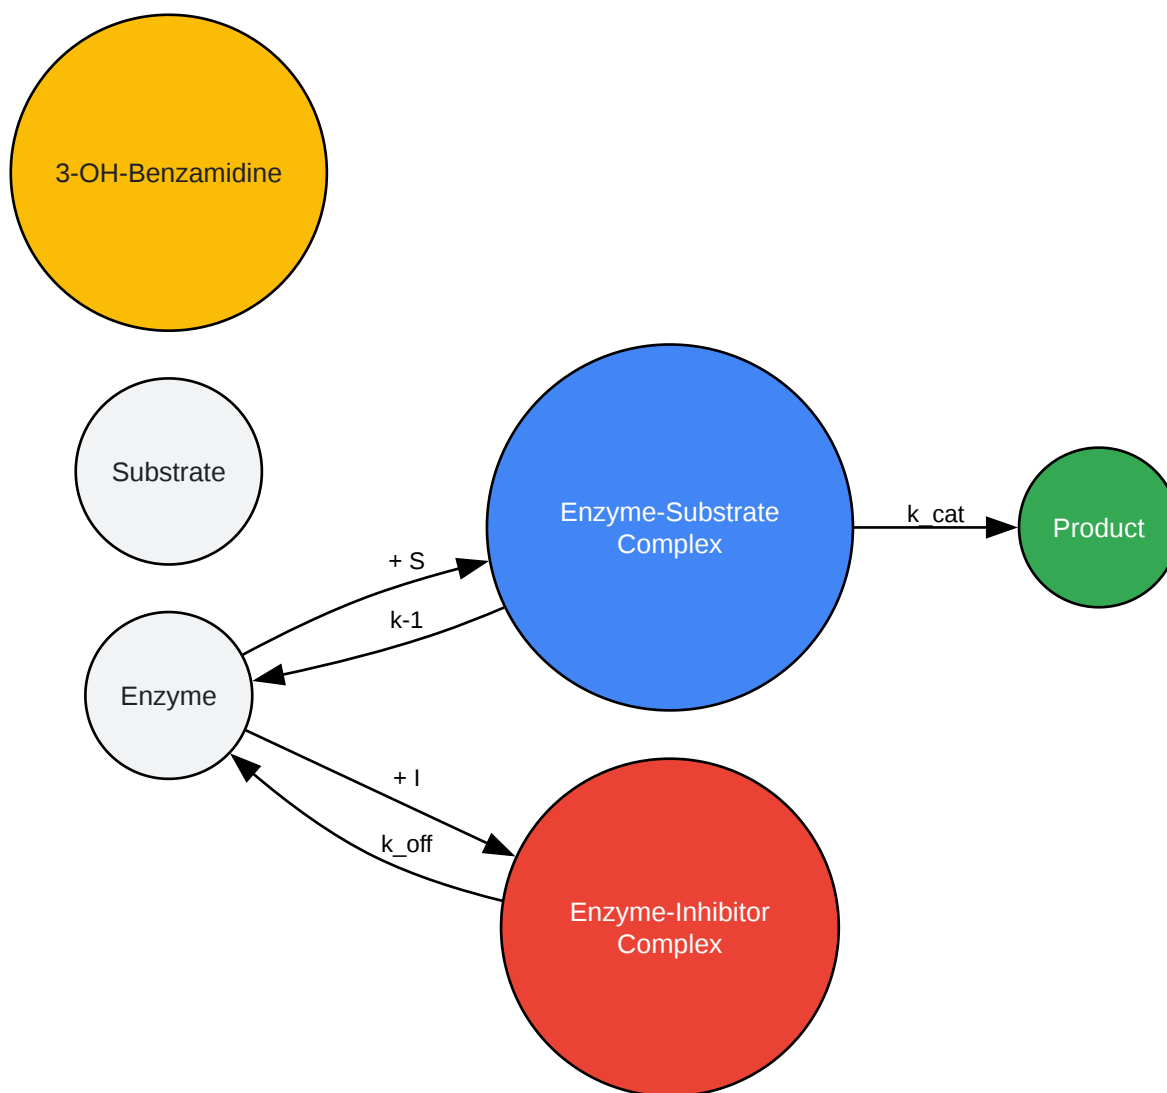 3-OH-Benzamidine
Substrate
Enzyme-Substrate
Complex
k_cat
Product
+ S
k-1
Enzyme
+ I
k_off
Enzyme-Inhibitor
Complex